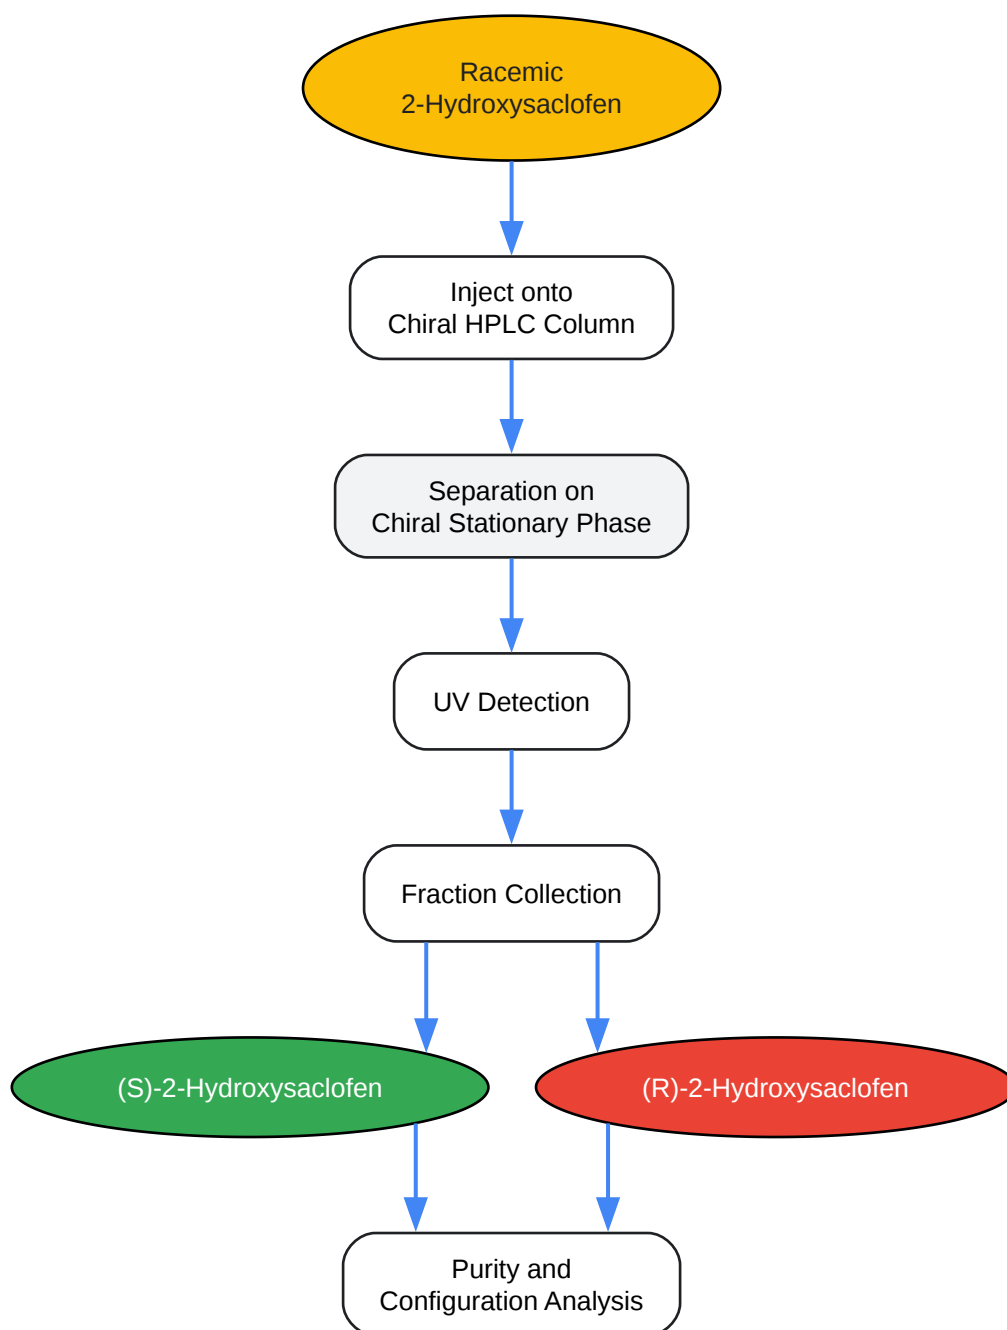 Racemic
2-Hydroxysaclofen
Inject onto
Chiral HPLC Column
Separation on
Chiral Stationary Phase
UV Detection
Fraction Collection
(S)-2-Hydroxysaclofen
(R)-2-Hydroxysaclofen
Purity and
Configuration Analysis